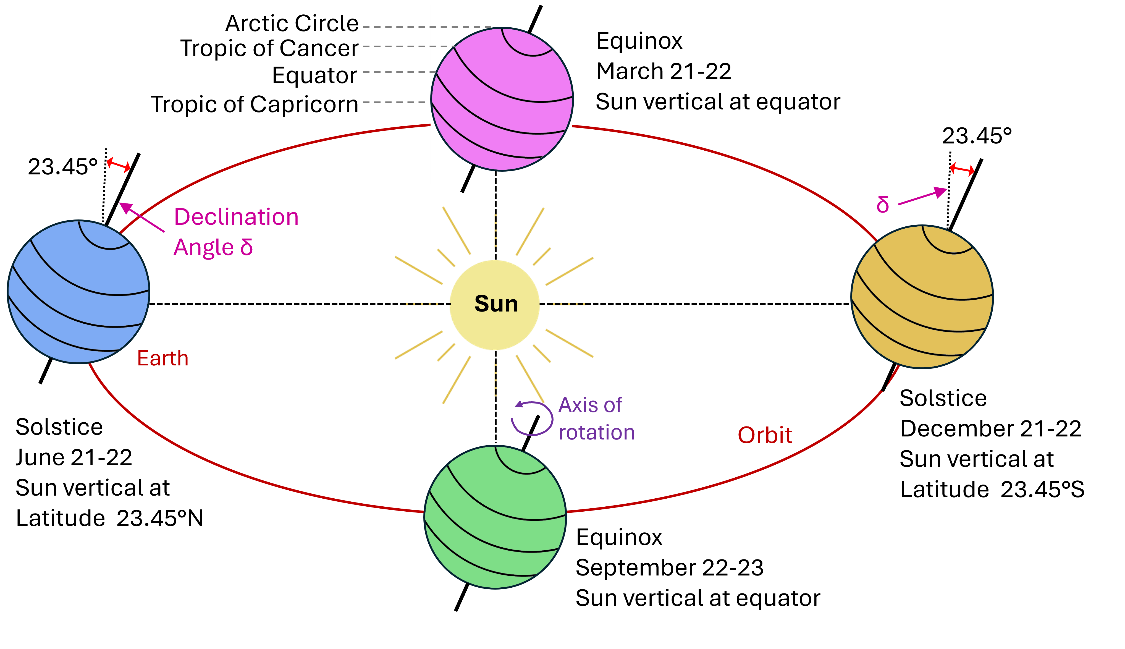 Arctic Circle
Tropic of Cancer
Equator
Tropic of Capricorn
Equinox
March 21-22
Sun vertical at equator
23.45°
Declination
Angle δ
23.45°
δ
Sun
Earth
Solstice
June 21-22
Sun vertical at
Latitude 23.45°N
Axis of
rotation
Orbit
Solstice
December 21-22
Sun vertical at
Latitude 23.45°S
Equinox
September 22-23
Sun vertical at equator